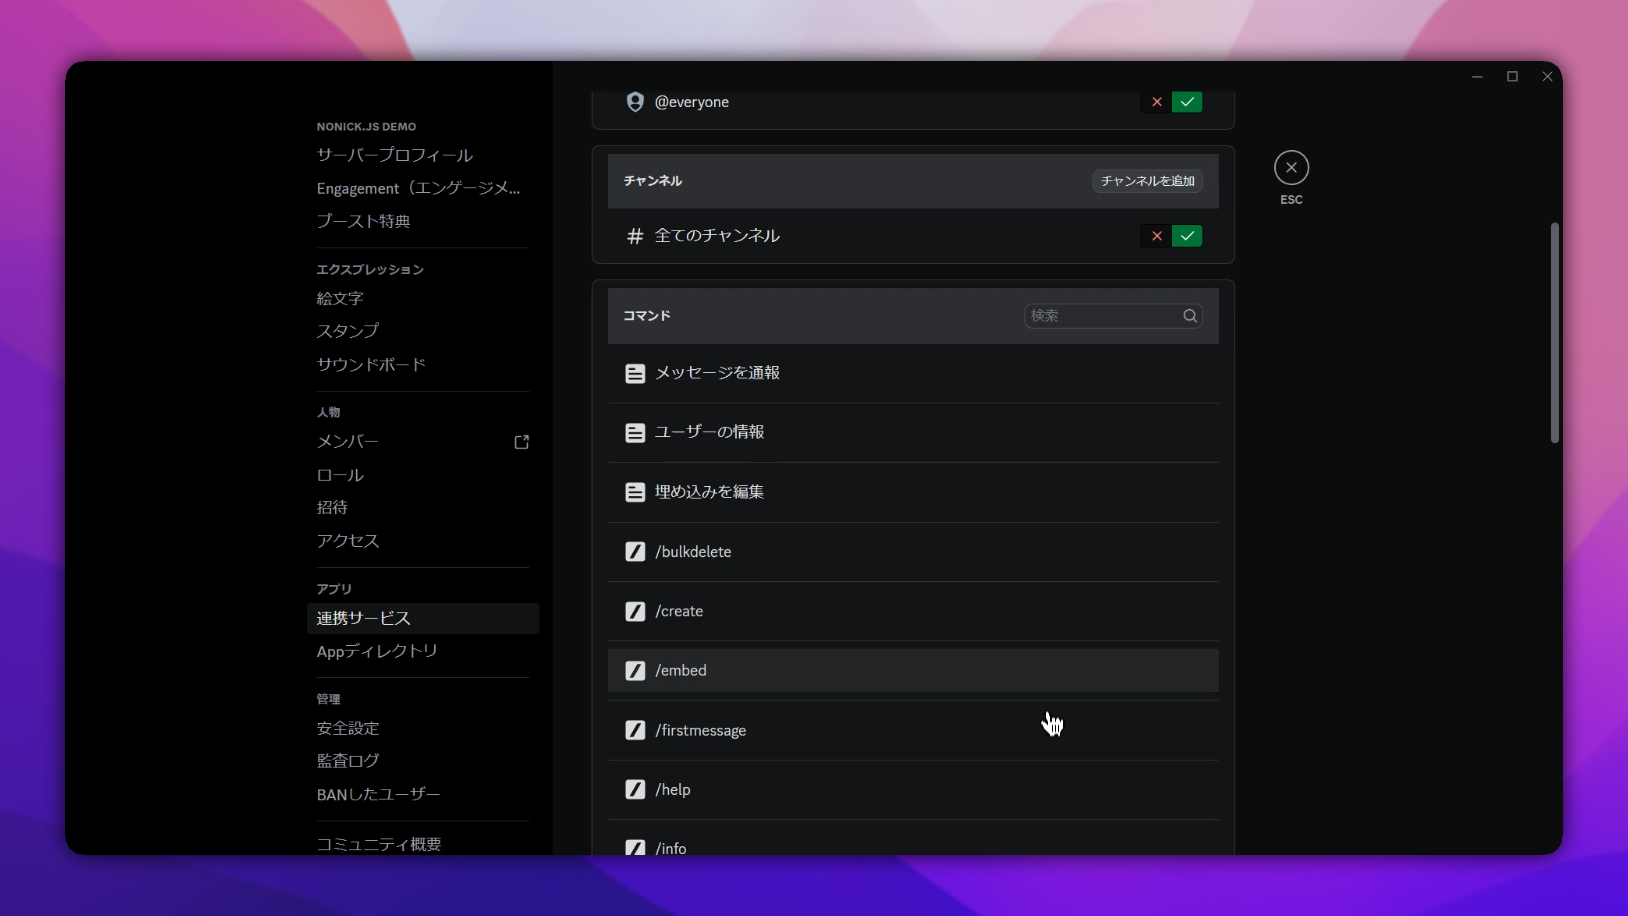 NONICK.JS DEMO
サーバープロフィール
Engagement（エンゲージメ...
ブースト特典
エクスプレッション
絵文字
スタンプ
サウンドボード
人物
メンバー
ロール
招待
アクセス
アプリ
連携サービス
Appディレクトリ
管理
安全設定
監査ログ
BANしたユーザー
コミュニティ概要
@everyone
チャンネル
チャンネルを追加
全てのチャンネル
コマンド
検索
メッセージを通報
ユーザーの情報
埋め込みを編集
/bulkdelete
/create
/embed
/firstmessage
/help
/info
ESC